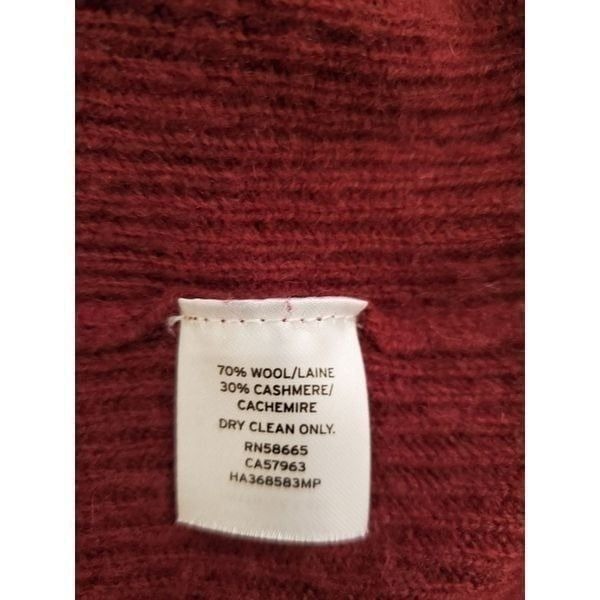 70% WOOL/LAINE
30% CASHMERE/
CACHEMIRE
DRY CLEAN ONLY.
RN58665
CA57963
HA368583MP